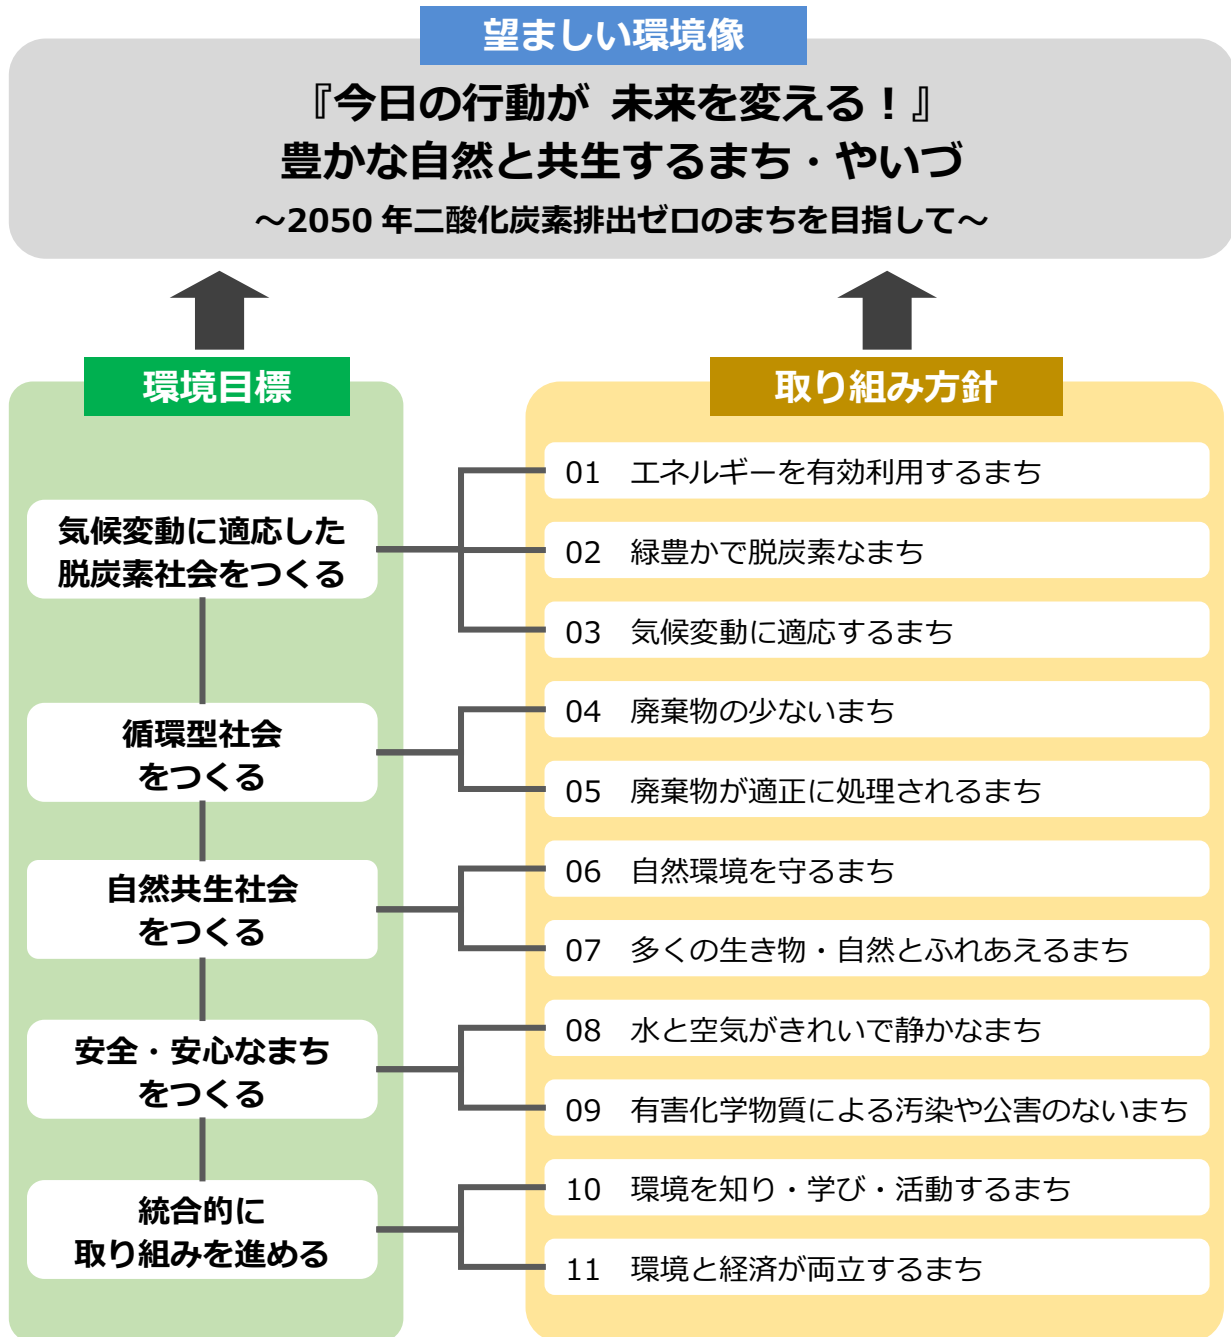 望ましい環境像
『今日の行動が 未来を変える！』
豊かな自然と共生するまち・やいづ
～2050 年二酸化炭素排出ゼロのまちを目指して～
環境目標
気候変動に適応した
脱炭素社会をつくる
循環型社会
をつくる
自然共生社会
をつくる
安全・安心なまち
をつくる
統合的に
取り組みを進める
取り組み方針
01 エネルギーを有効利用するまち
02 緑豊かで脱炭素なまち
03 気候変動に適応するまち
04 廃棄物の少ないまち
05 廃棄物が適正に処理されるまち
06 自然環境を守るまち
07 多くの生き物・自然とふれあえるまち
08 水と空気がきれいで静かなまち
09 有害化学物質による汚染や公害のないまち
10 環境を知り・学び・活動するまち
11 環境と経済が両立するまち